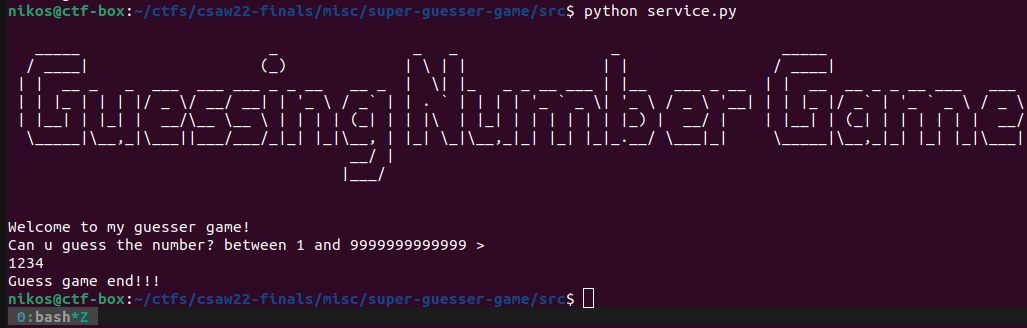 nikos@ctf-box:~/ctfs/csaw22-finals/misc/super-guesser-game/src$ python service.py
Guessing Number Game
Welcome to my guesser game!
Can u guess the number? between 1 and 9999999999999 >
1234
Guess game end!!!
nikos@ctf-box:~/ctfs/csaw22-finals/misc/super-guesser-game/src$
0:bash*Z